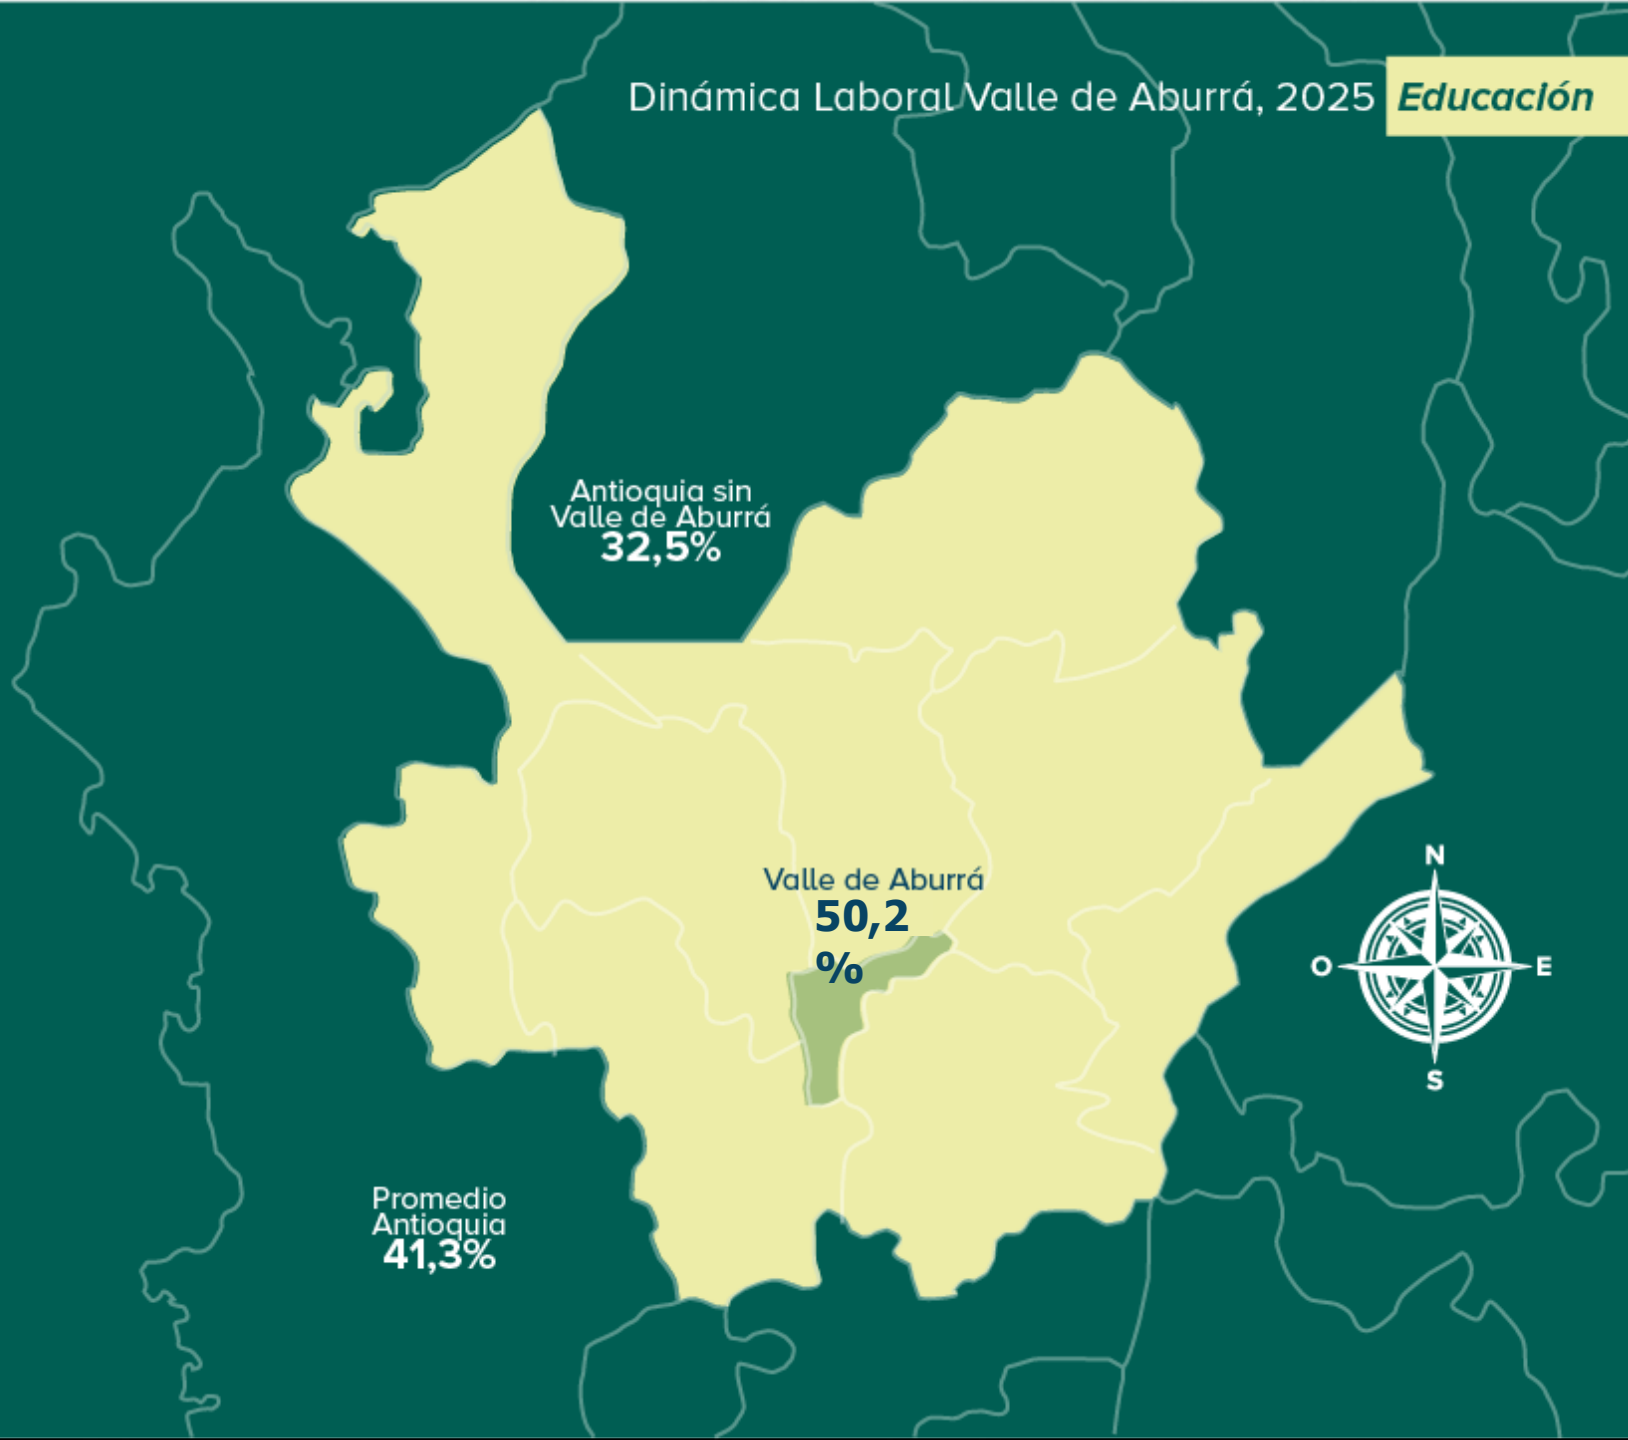 Dinámica Laboral Valle de Aburrá, 2025 Educación
Antioquia sin
Valle de Aburrá
32,5%
Valle de Aburrá
50,2
%
N
O
E
S
Promedio
Antioquia
41,3%